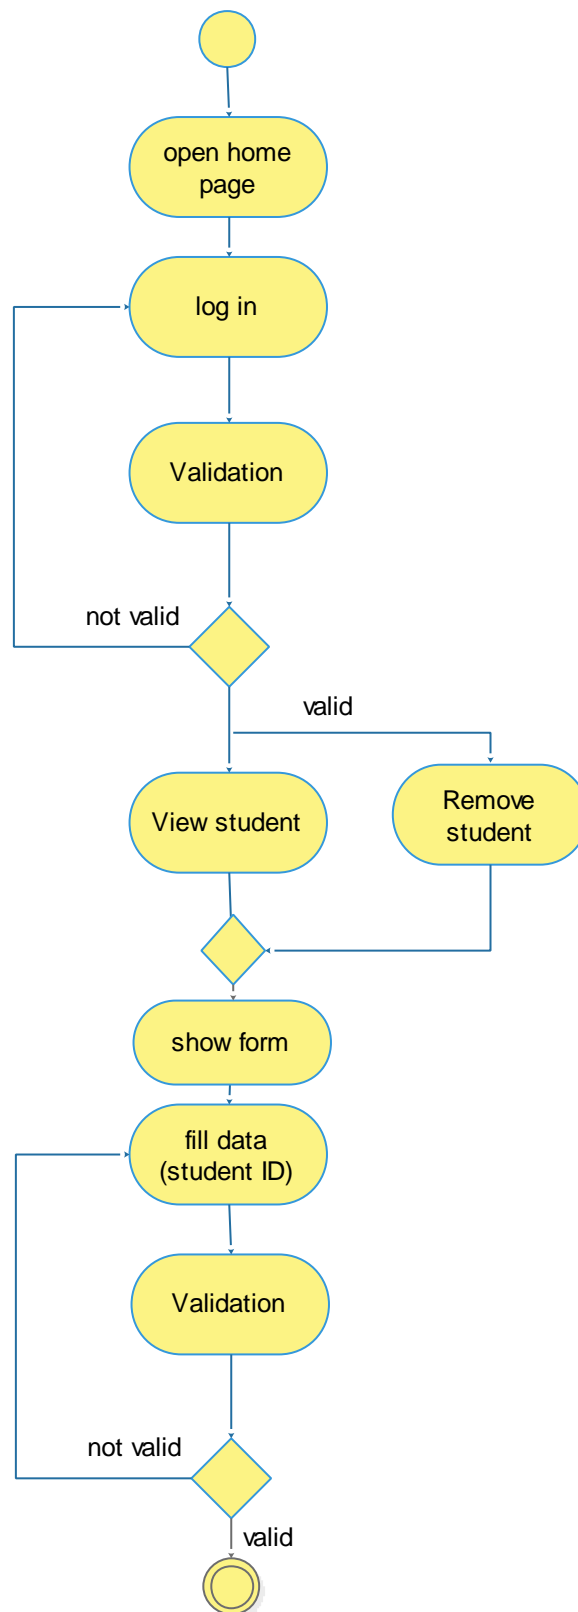 open home
page
log in
Validation
not valid
valid
View student
Remove
student
show form
fill data
(student ID)
Validation
not valid
valid